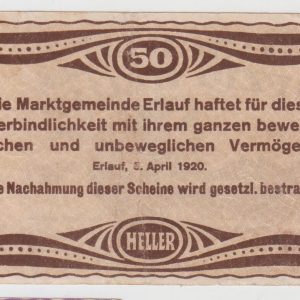 50
ie Marktgemeinde Erlauf haftet für dies
erbindlichkeit mit ihrem ganzen bewe
chen und unbeweglichen Vermöge
Erlauf, 5. April 1920.
e Nachahmung dieser Scheine wird gesetzl. bestra
HELLER